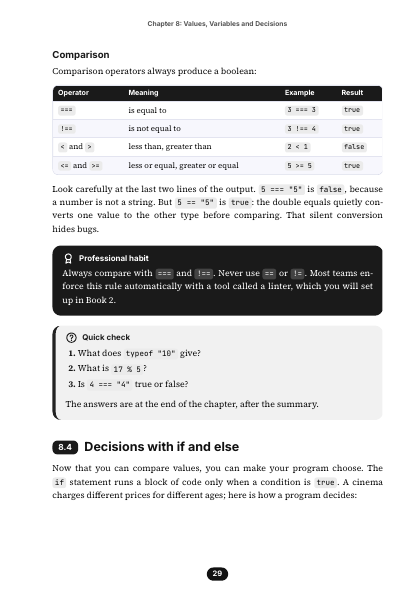 Chapter 8: Values, Variables and Decisions
Comparison
Comparison operators always produce a boolean:
Operator Meaning Example Result
=== is equal to 3 === 3 true
!== is not equal to 3 !== 4 true
< and > less than, greater than 2 < 1 false
<= and >= less or equal, greater or equal 5 >= 5 true
Look carefully at the last two lines of the output. 5 === "5" is false, because
a number is not a string. But 5 == "5" is true: the double equals quietly con-
verts one value to the other type before comparing. That silent conversion
hides bugs.
Professional habit
Always compare with === and !==. Never use == or !=. Most teams en-
force this rule automatically with a tool called a linter, which you will set
up in Book 2.
Quick check
1. What does typeof "10" give?
2. What is 17 % 5?
3. Is 4 === "4" true or false?
The answers are at the end of the chapter, after the summary.
8.4 Decisions with if and else
Now that you can compare values, you can make your program choose. The
if statement runs a block of code only when a condition is true. A cinema
charges different prices for different ages; here is how a program decides:
29